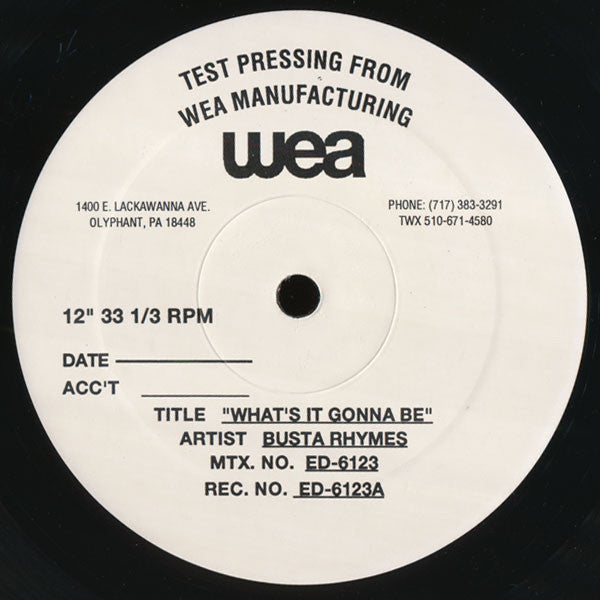 TEST PRESSING FROM
WEA MANUFACTURING
wea
1400 E. LACKAWANNA AVE.
OLYPHANT, PA 18448
PHONE: (717) 383-3291
TWX 510-671-4580
12" 33 1/3 RPM
DATE
ACC'T
TITLE "WHAT'S IT GONNA BE"
ARTIST BUSTA RHYMES
MTX. NO. ED-6123
REC. NO. ED-6123A